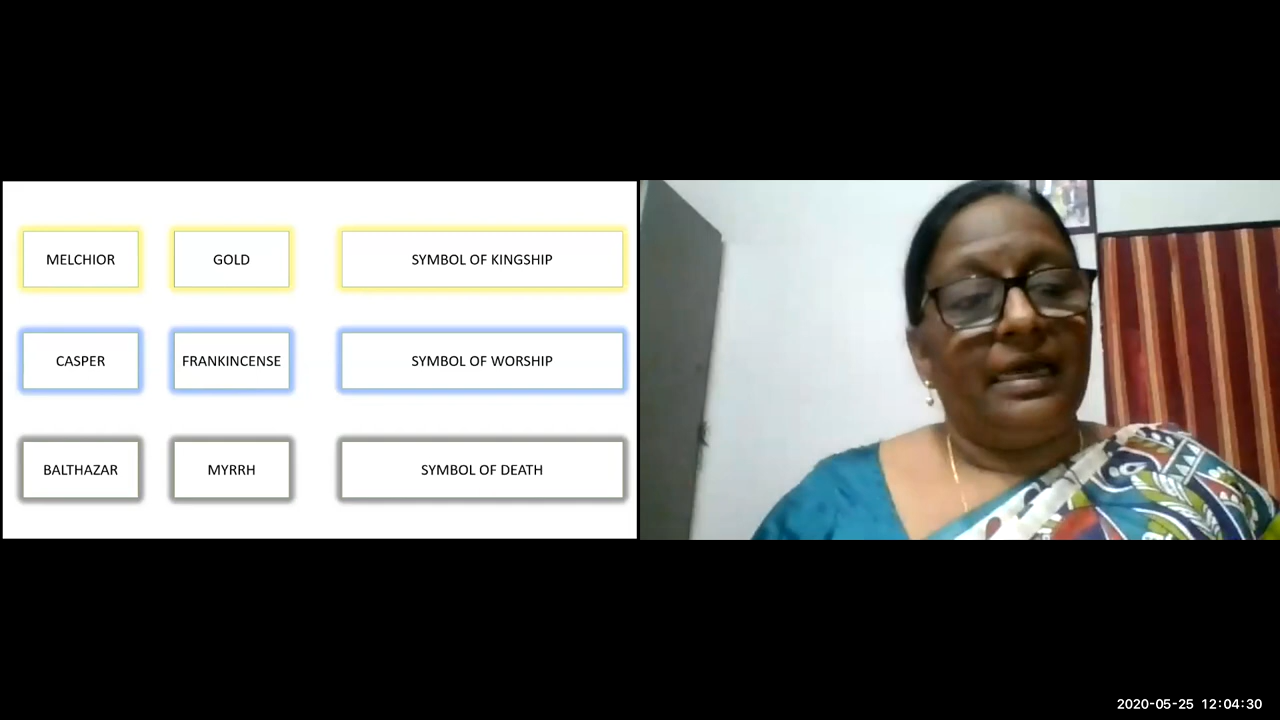 MELCHIOR
GOLD
SYMBOL OF KINGSHIP
CASPER
FRANKINCENSE
SYMBOL OF WORSHIP
BALTHAZAR
MYRRH
SYMBOL OF DEATH
2020-05-25 12:04:30